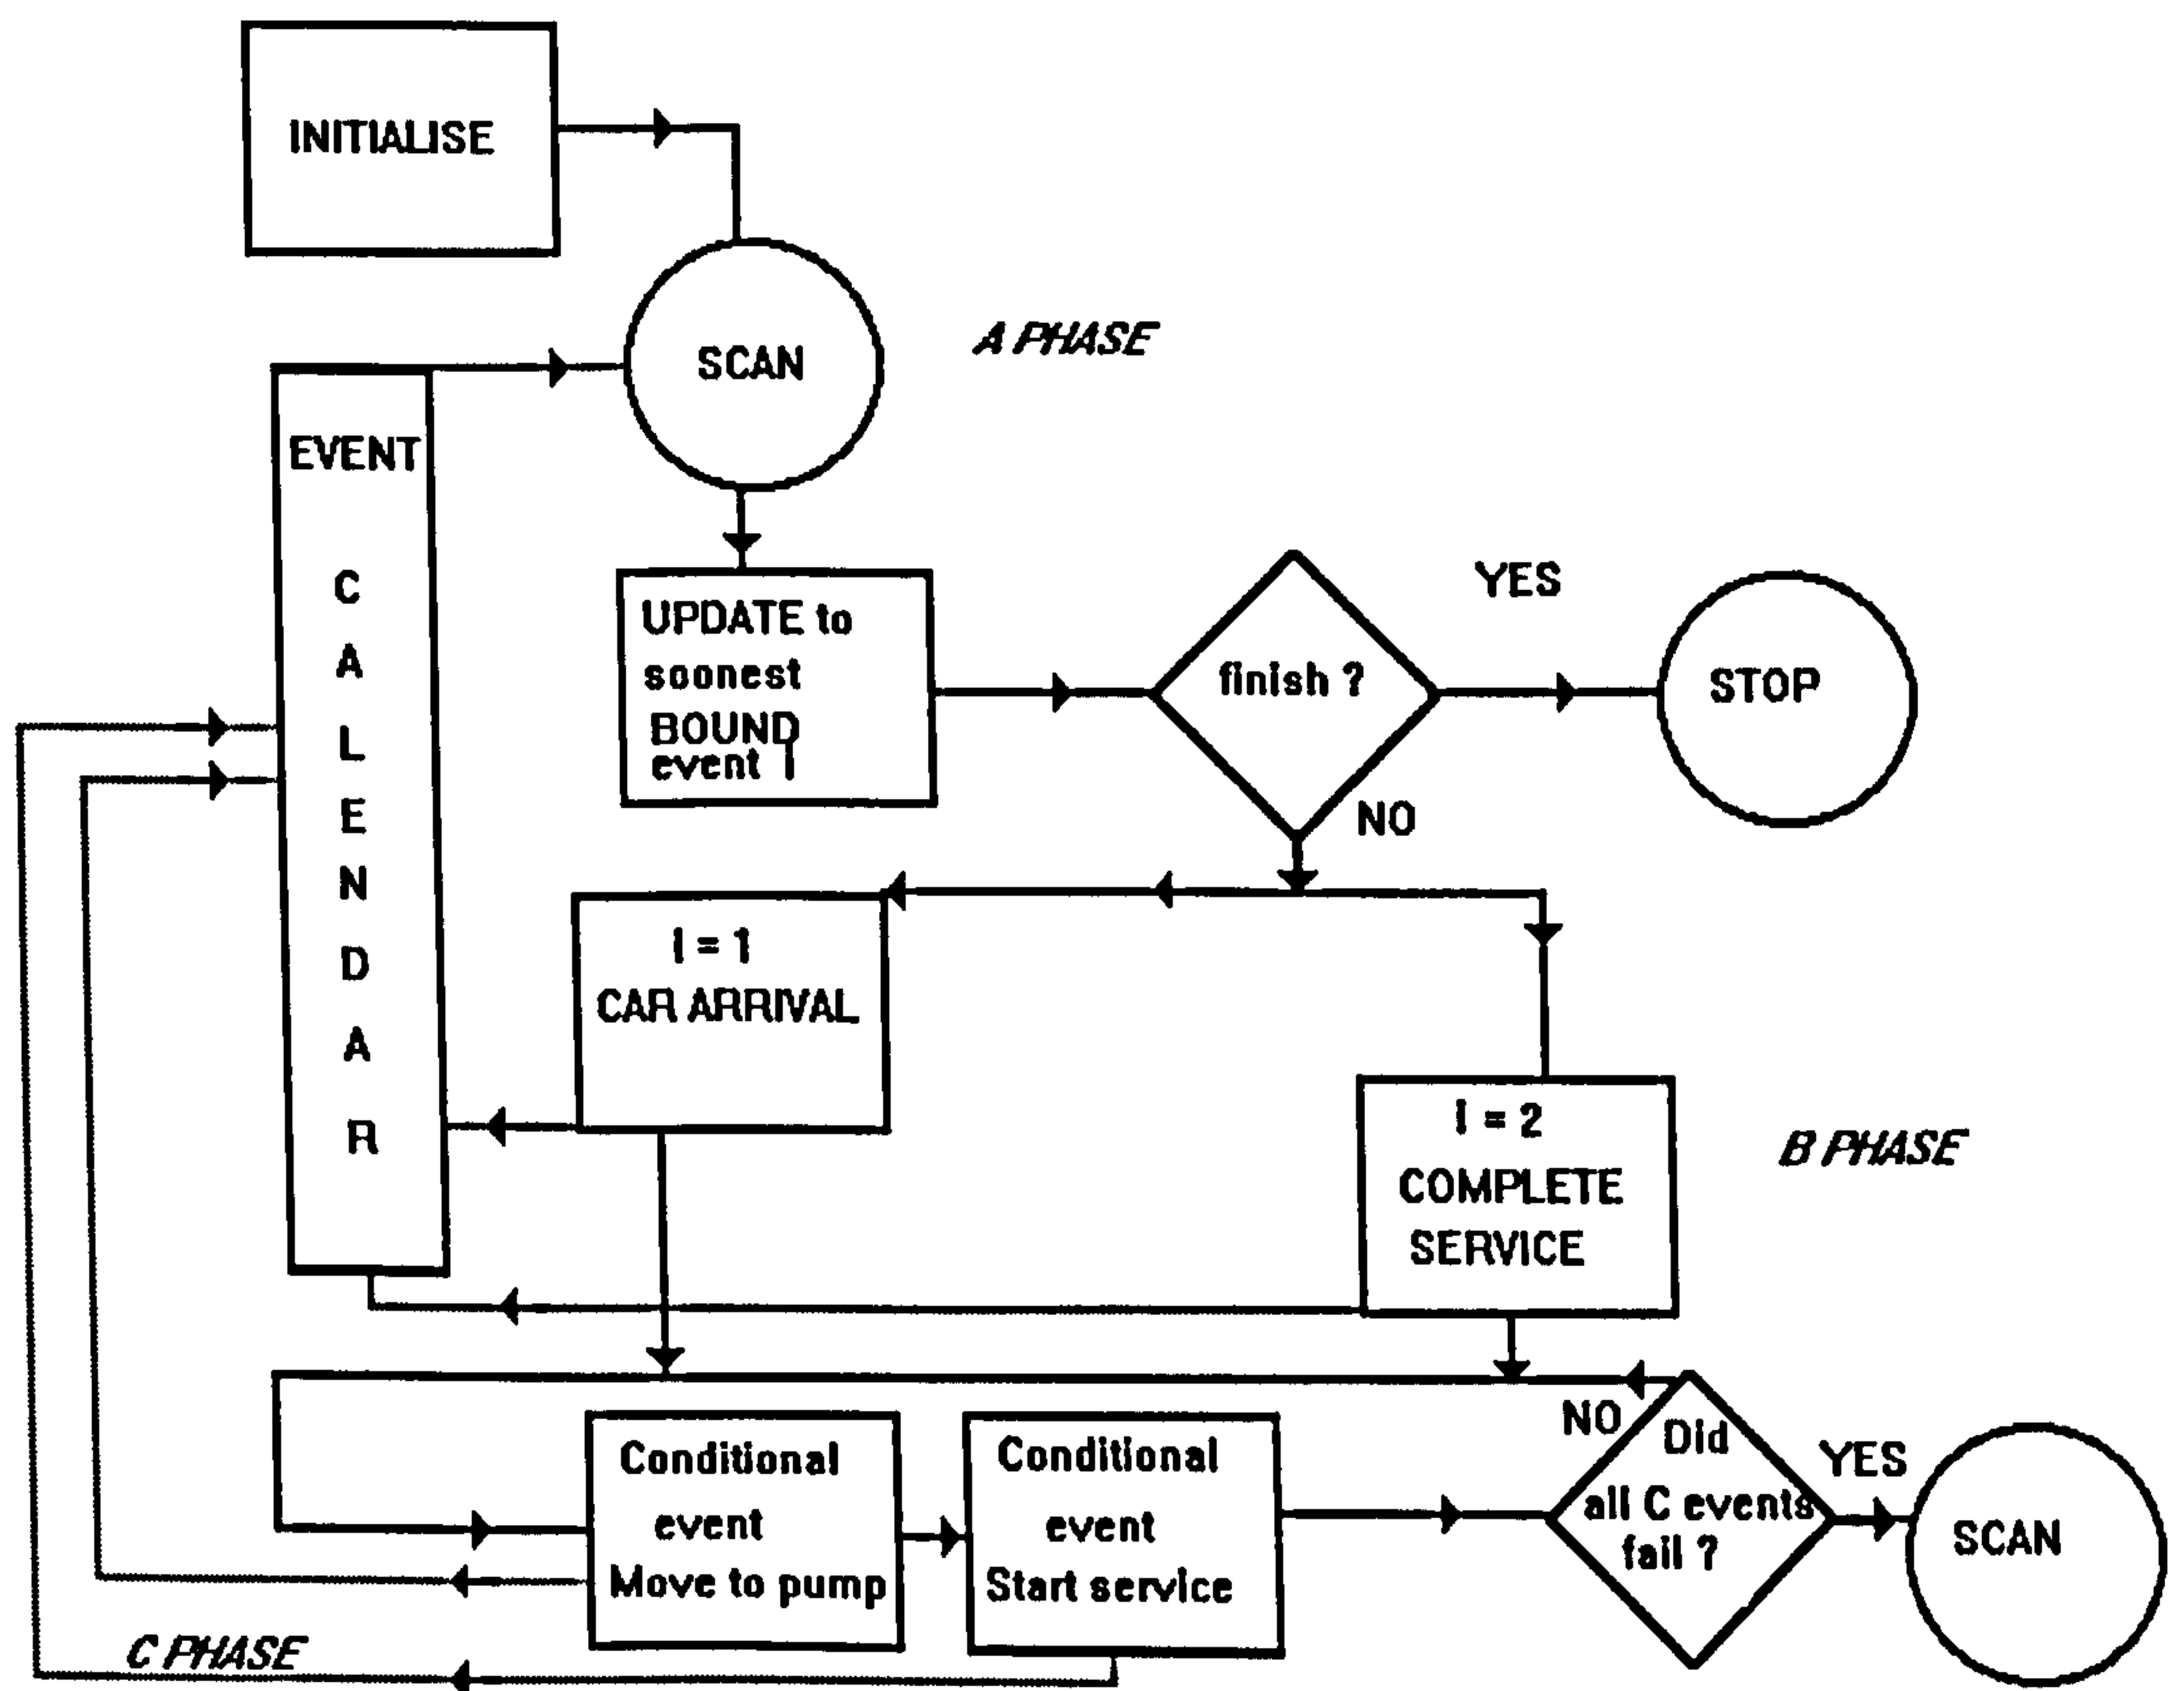 INITIALISE
SCAN
A PHASE
EVENT
C
A
L
E
N
D
A
R
UPDATE to
soonest
BOUND
event I
finish ?
YES
STOP
NO
I = 1
CAR ARRIVAL
I = 2
COMPLETE
SERVICE
B PHASE
Conditional
event
Move to pump
Conditional
event
Start service
NO
Did
all C events
fail ?
YES
SCAN
C PHASE